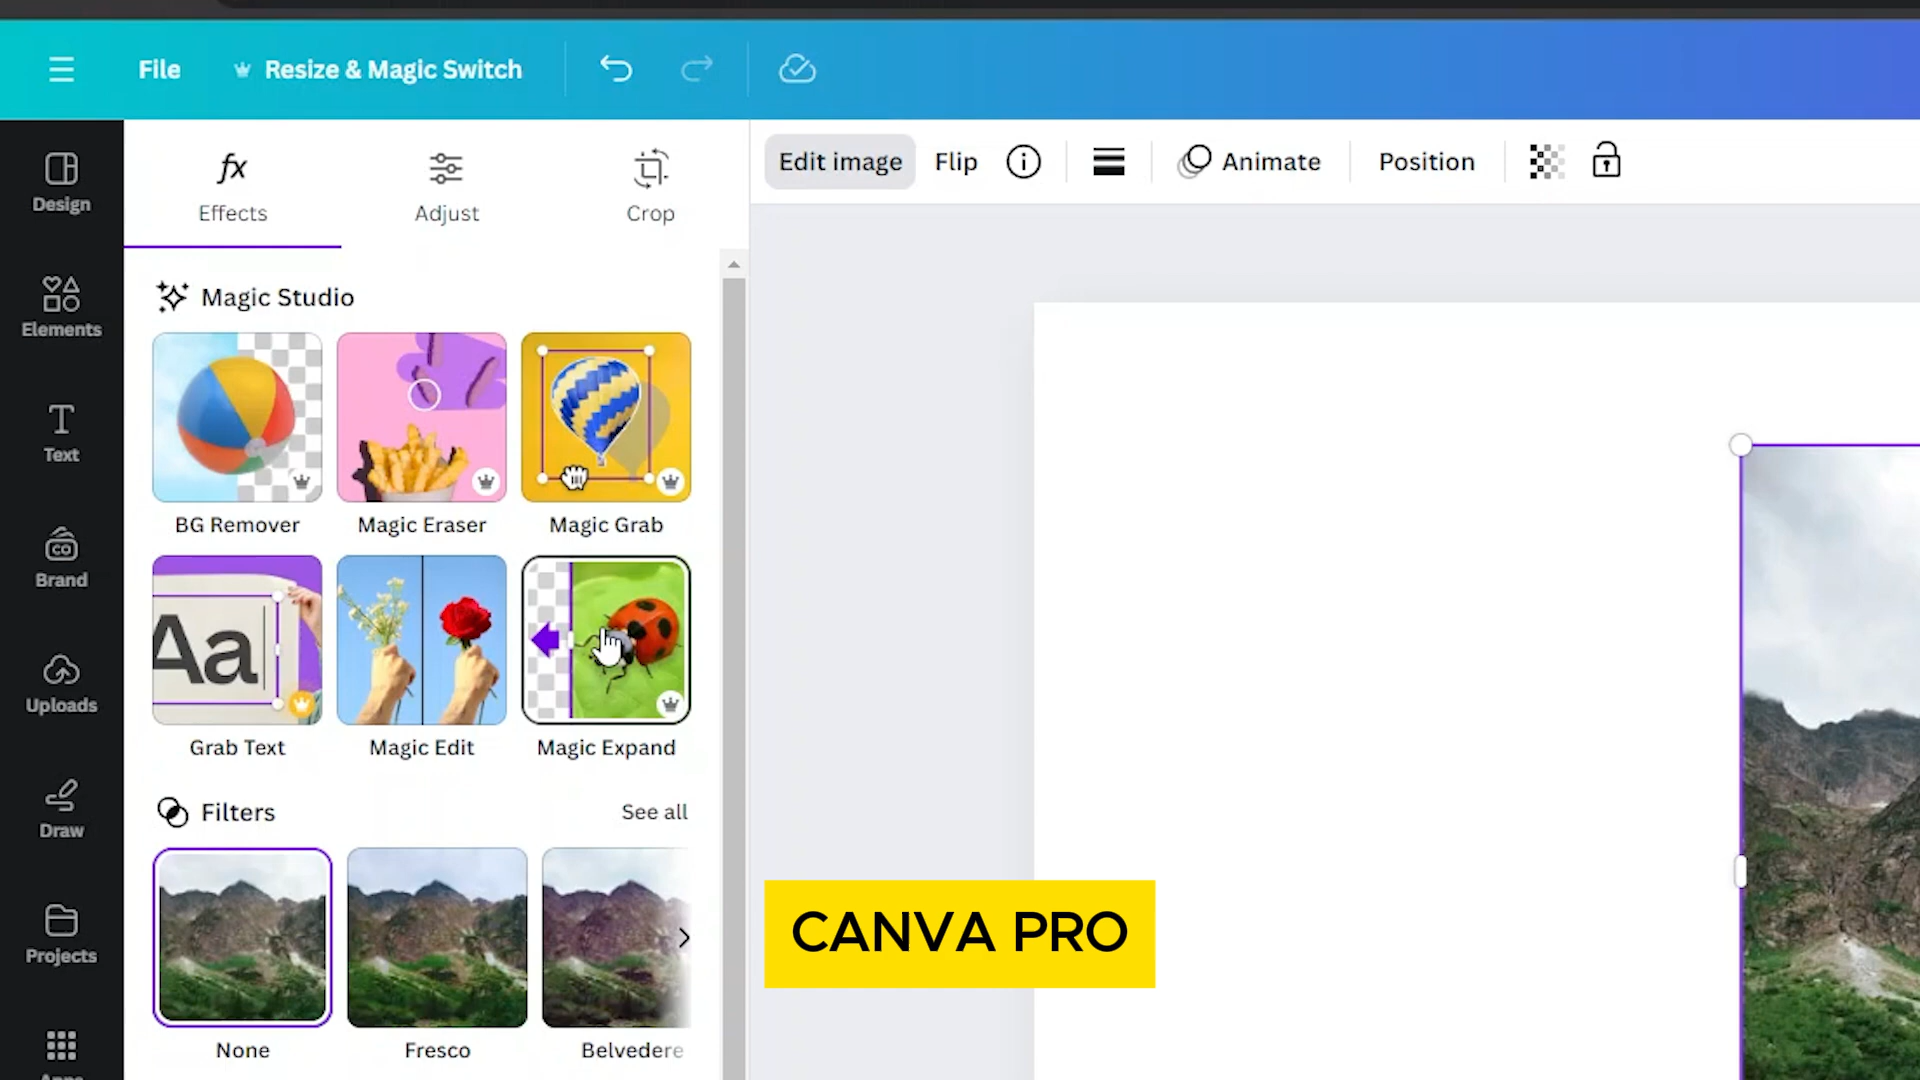 File
Resize & Magic Switch
Design
Elements
Text
Brand
Uploads
Draw
Projects
Apps
Effects
Adjust
Crop
Magic Studio
BG Remover
Magic Eraser
Magic Grab
Aa
Grab Text
Magic Edit
Magic Expand
Filters
See all
None
Fresco
Belvedere
Edit image
Flip
Animate
Position
CANVA PRO